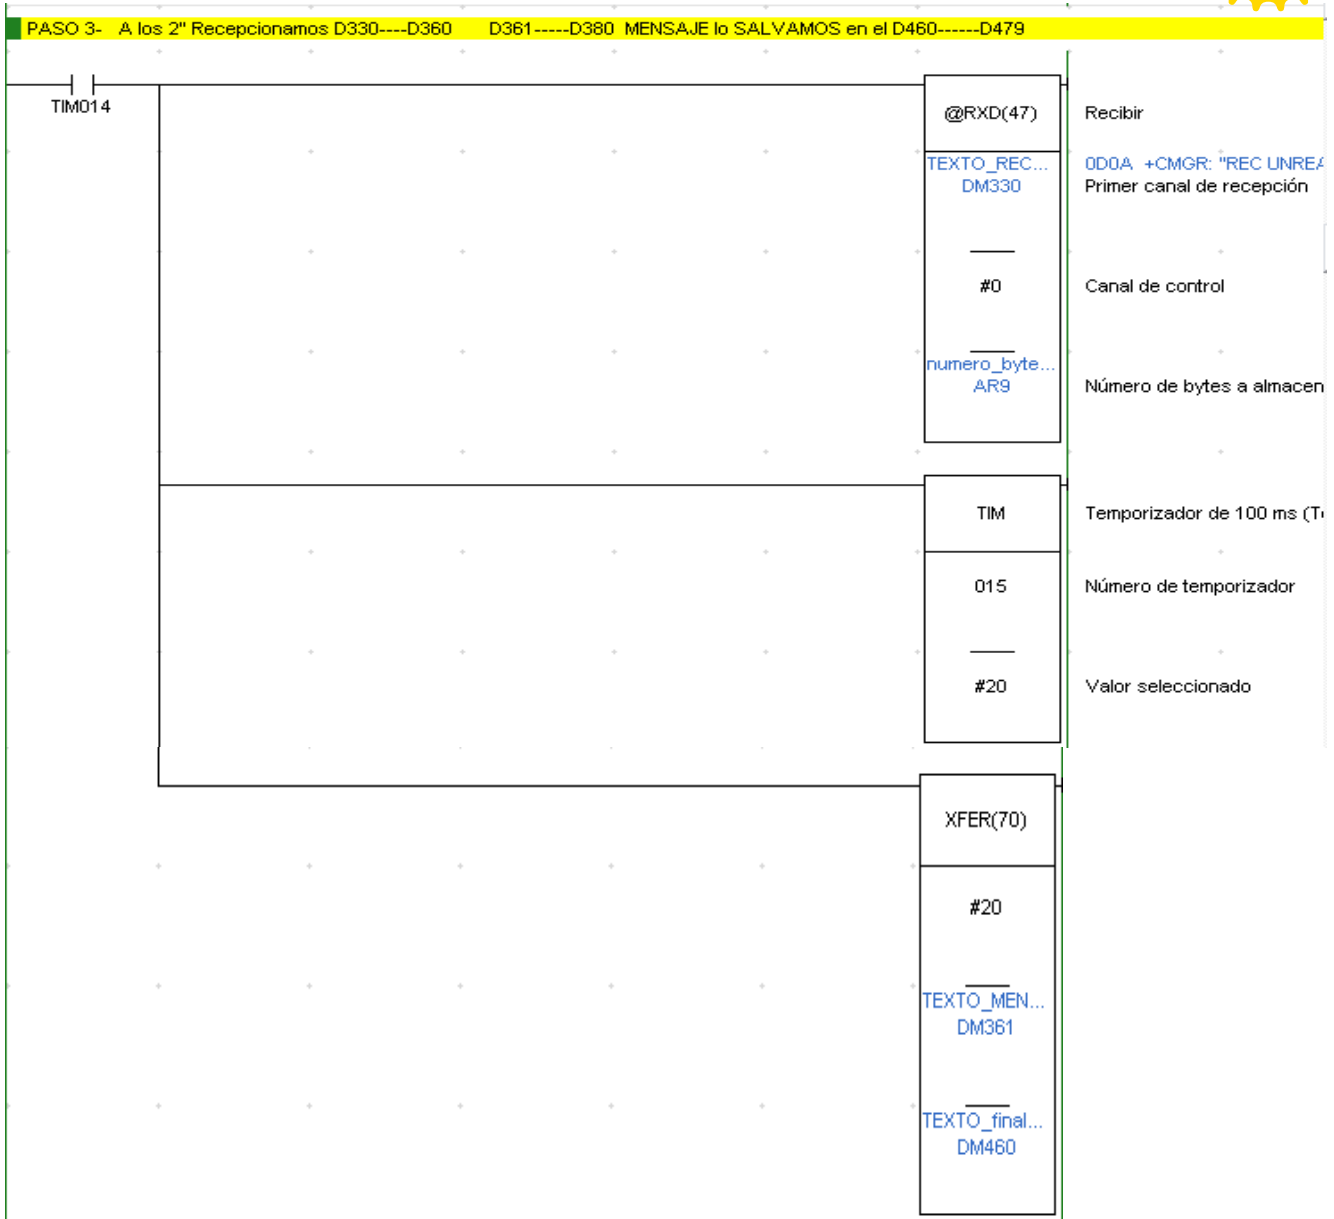 PASO 3- A los 2" Recepcionamos D330----D360 D361-----D380 MENSAJE lo SALVAMOS en el D460------D479
TIM014
@RXD(47)
Recibir
TEXTO_REC...
DM330
0D0A +CMGR: "REC UNREA
Primer canal de recepción
#0
Canal de control
numero_byte...
AR9
Número de bytes a almacen
TIM
Temporizador de 100 ms (T
015
Número de temporizador
#20
Valor seleccionado
XFER(70)
#20
TEXTO_MEN...
DM361
TEXTO_final...
DM460